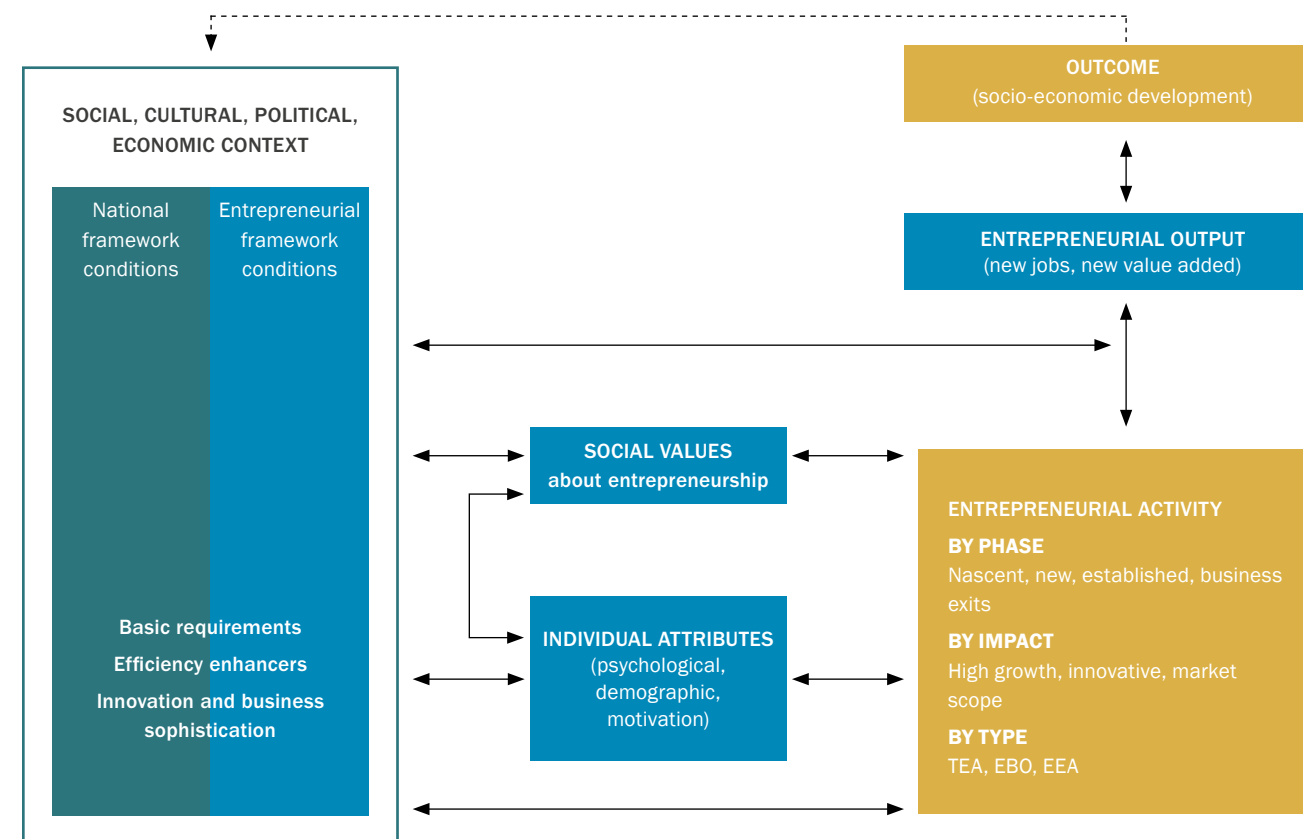 SOCIAL, CULTURAL, POLITICAL,
ECONOMIC CONTEXT
National
framework
conditions
Entrepreneurial
framework
conditions
Basic requirements
Efficiency enhancers
Innovation and business
sophistication
SOCIAL VALUES
about entrepreneurship
INDIVIDUAL ATTRIBUTES
(psychological,
demographic,
motivation)
OUTCOME
(socio-economic development)
ENTREPRENEURIAL OUTPUT
(new jobs, new value added)
ENTREPRENEURIAL ACTIVITY
BY PHASE
Nascent, new, established, business
exits
BY IMPACT
High growth, innovative, market
scope
BY TYPE
TEA, EBO, EEA